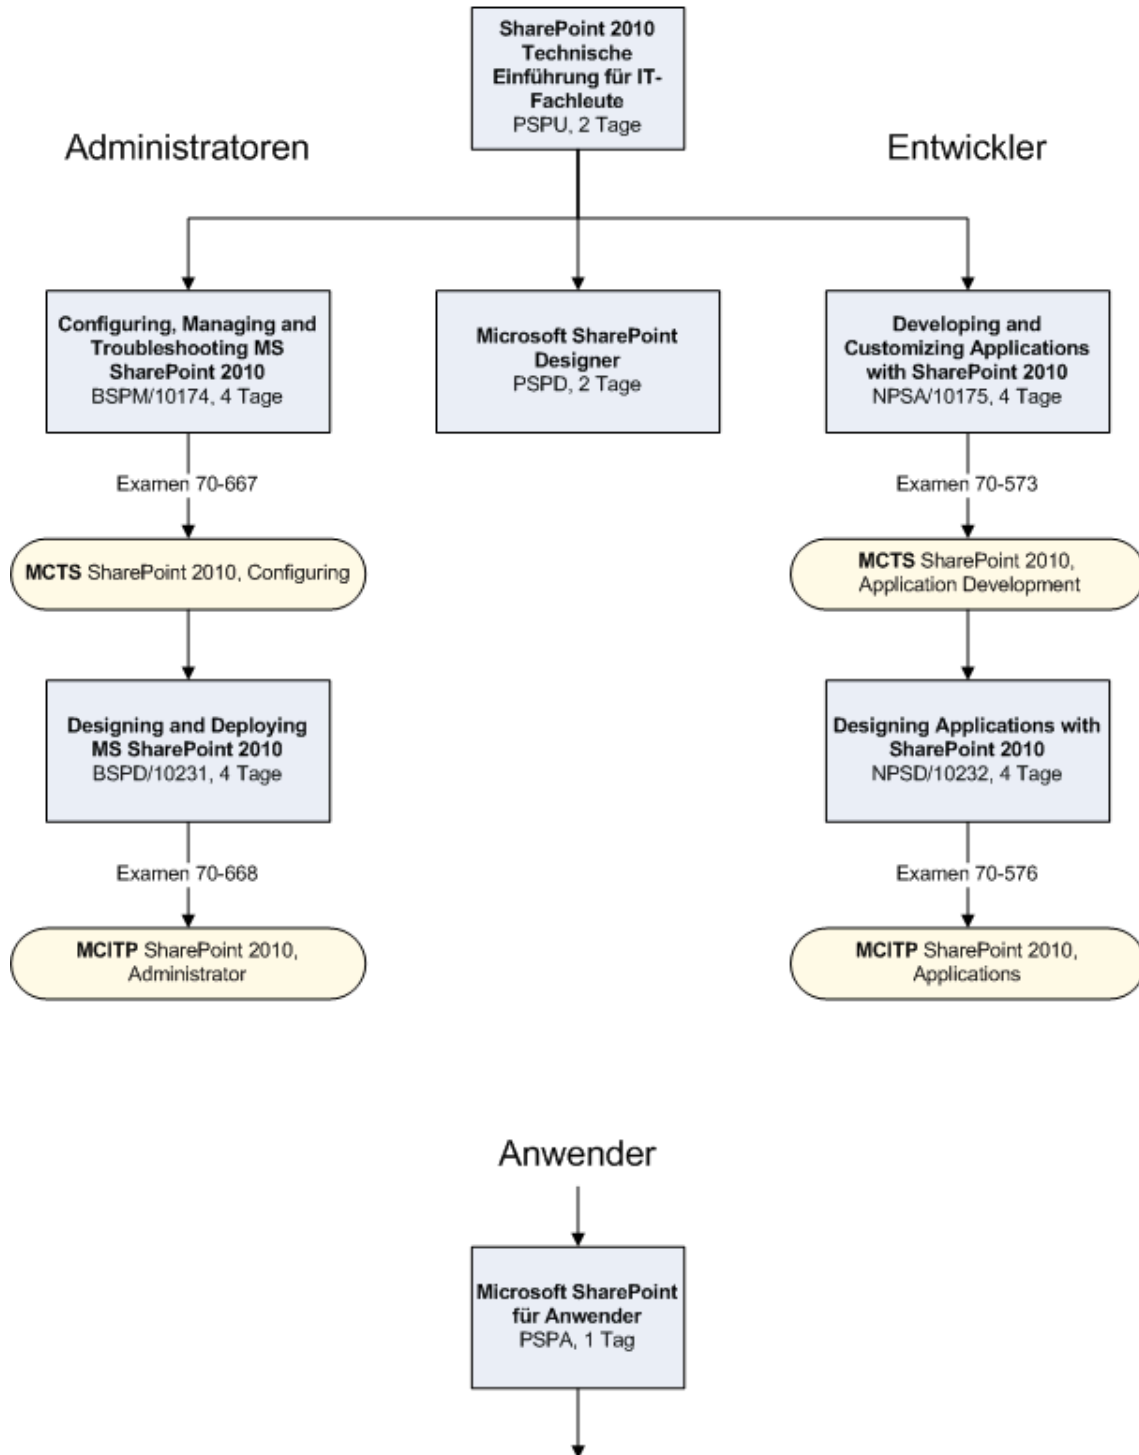 SharePoint 2010
Technische
Einführung für IT-
Fachleute
PSPU, 2 Tage
Administratoren
Entwickler
Configuring, Managing and
Troubleshooting MS
SharePoint 2010
BSPM/10174, 4 Tage
Microsoft SharePoint
Designer
PSPD, 2 Tage
Developing and
Customizing Applications
with SharePoint 2010
NPSA/10175, 4 Tage
Examen 70-667
Examen 70-573
MCTS SharePoint 2010, Configuring
MCTS SharePoint 2010,
Application Development
Designing and Deploying
MS SharePoint 2010
BSPD/10231, 4 Tage
Designing Applications with
SharePoint 2010
NPSD/10232, 4 Tage
Examen 70-668
Examen 70-576
MCITP SharePoint 2010,
Administrator
MCITP SharePoint 2010,
Applications
Anwender
Microsoft SharePoint
für Anwender
PSPA, 1 Tag